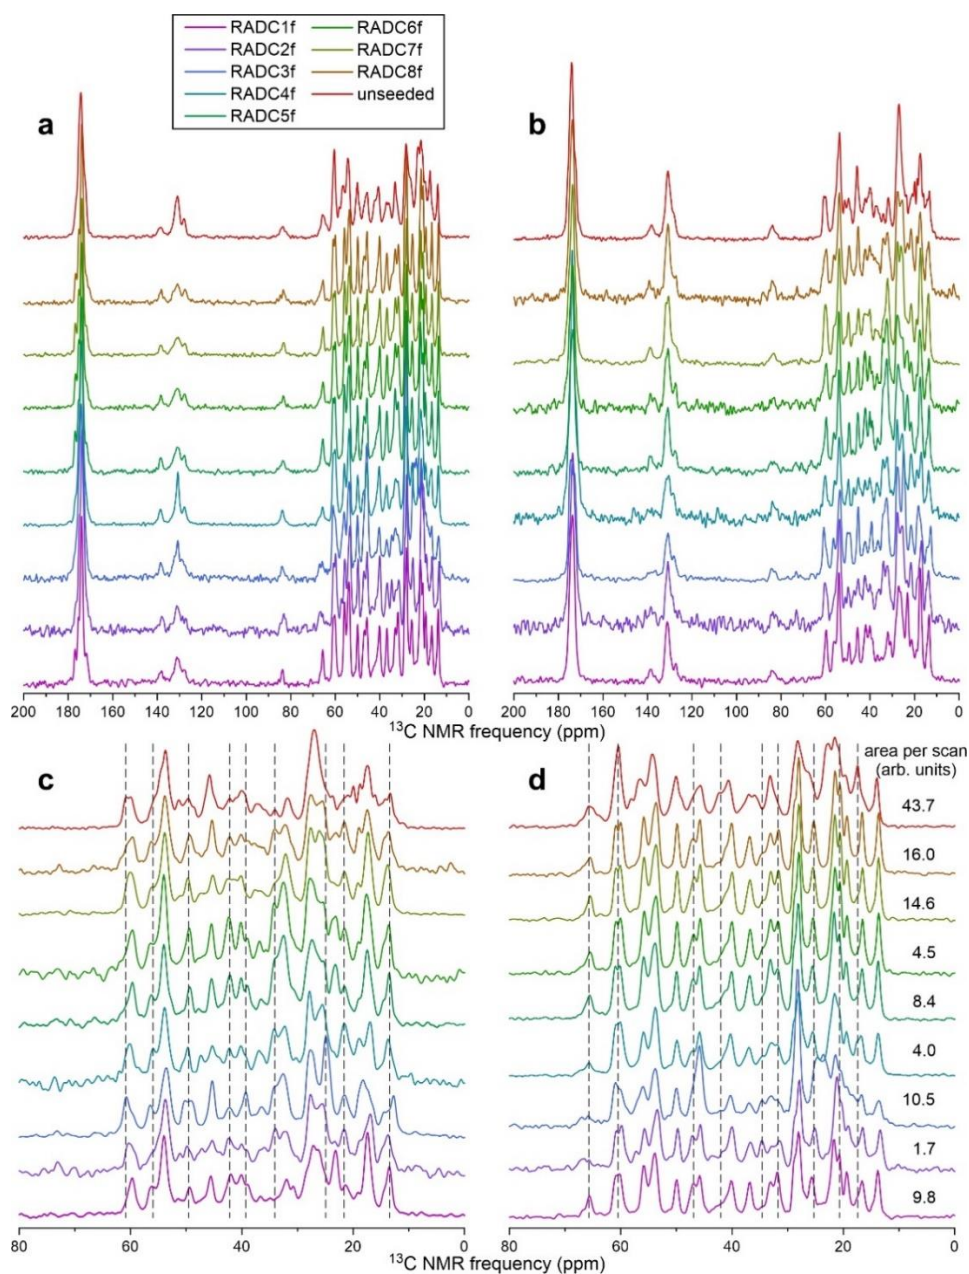 RADC1f RADC6f
RADC2f RADC7f
RADC3f RADC8f
RADC4f unseeded
RADC5f
a
b
200 180 160 140 120 100 80 60 40 20 0
200 180 160 140 120 100 80 60 40 20 0
13C NMR frequency (ppm)
c
d
area per scan
(arb. units)
43.7
16.0
14.6
4.5
8.4
4.0
10.5
1.7
9.8
80 60 40 20 0
80 60 40 20 0
13C NMR frequency (ppm)